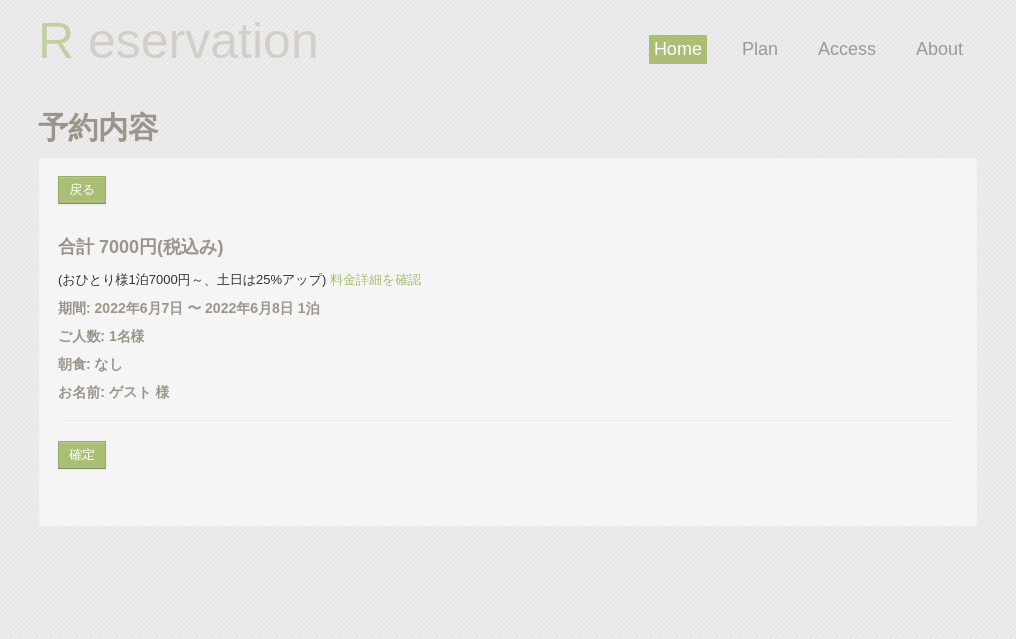 R eservation
Home Plan Access About
予約内容
戻る
合計 7000円(税込み)
(おひとり様1泊7000円～、土日は25%アップ) 料金詳細を確認
期間: 2022年6月7日 〜 2022年6月8日 1泊
ご人数: 1名様
朝食: なし
お名前: ゲスト 様
確定